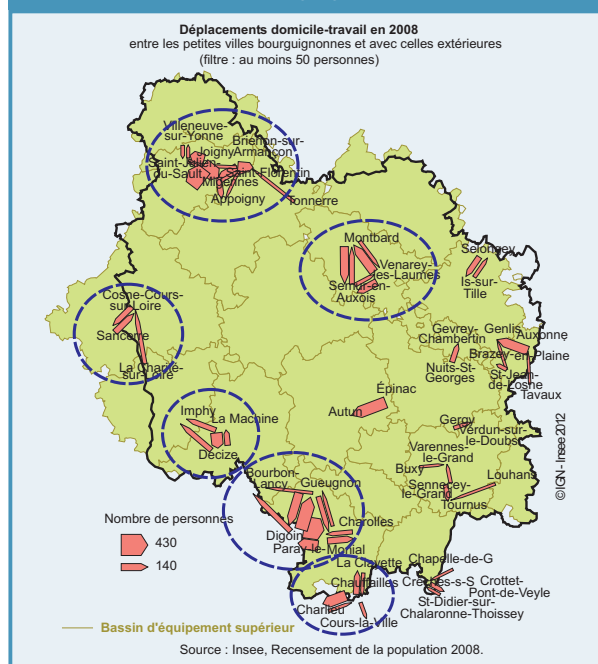 Déplacements domicile-travail en 2008
entre les petites villes bourguignonnes et avec celles extérieures
(filtre : au moins 50 personnes)
Villeneuve-
sur-Yonne
Brienon-sur-
Armançon
Joigny
Saint-Julien-
du-Sault
Saint-Florentin
Migennes
Appoigny
Tonnerre
Montbard
Venarey-
les-Laumes
Semur-en-
Auxois
Selongey
Is-sur-
Tille
Cosne-Cours-
sur-Loire
Sancerre
La Charité-
sur-Loire
Gevrey-
Chambertin
Genlis
Auxonne
Brazey-en-Plaine
Nuits-St-
Georges
St-Jean-
de-Losne
Tavaux
Épinac
Autun
Imphy
La Machine
Decize
Gergy
Verdun-sur-
le-Doubs
Varennes-
le-Grand
Buxy
Sennecey-
le-Grand
Louhans
Tournus
Bourbon-
Lancy
Gueugnon
Digoin
Charolles
Paray-le-Monial
La Clayette
Chauffailles
Charlieu
Cours-la-Ville
Chapelle-de-G
Crêches-s-S
Crottet-
Pont-de-Veyle
St-Didier-sur-
Chalaronne-Thoissey
©IGN - Insee 2012
Nombre de personnes
430
140
Bassin d'équipement supérieur
Source : Insee, Recensement de la population 2008.